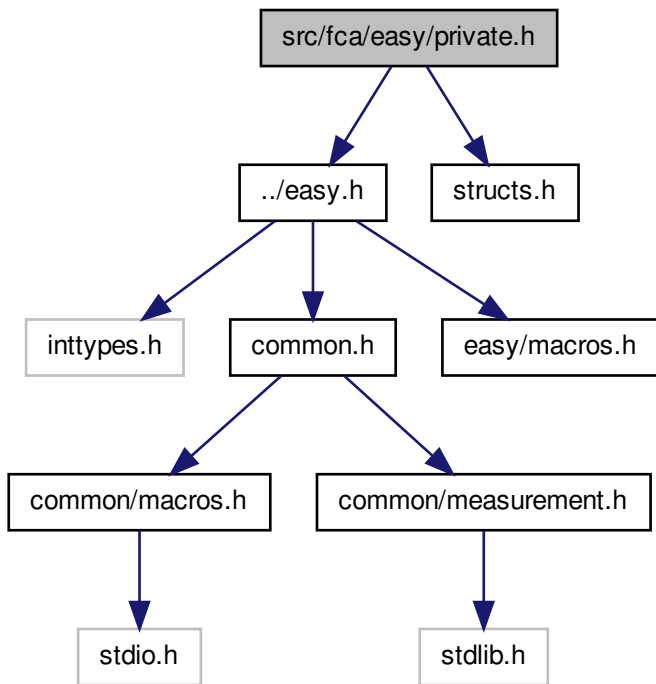 src/fca/easy/private.h
../easy.h
structs.h
inttypes.h
common.h
easy/macros.h
common/macros.h
common/measurement.h
stdio.h
stdlib.h